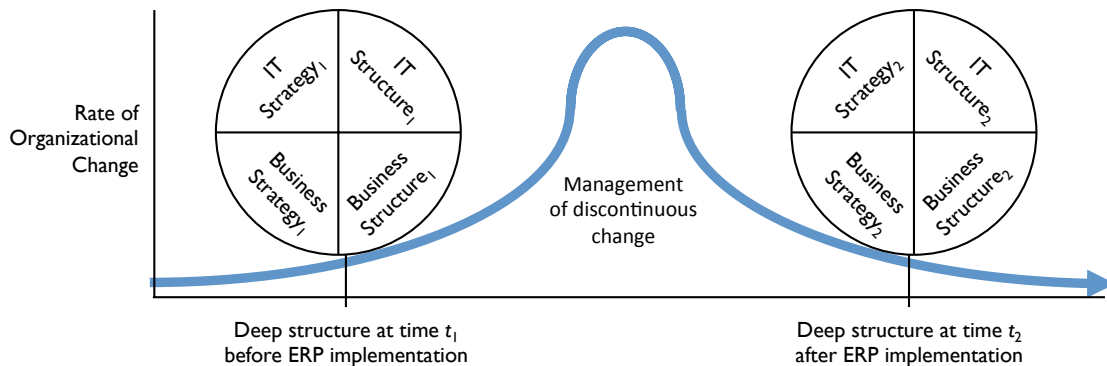 IT
Strategy₁
IT
Structure₁
Business
Strategy₁
Business
Structure₁
IT
Strategy₂
IT
Structure₂
Business
Strategy₂
Business
Structure₂
Rate of
Organizational
Change
Management
of discontinuous
change
Deep structure at time t₁
before ERP implementation
Deep structure at time t₂
after ERP implementation